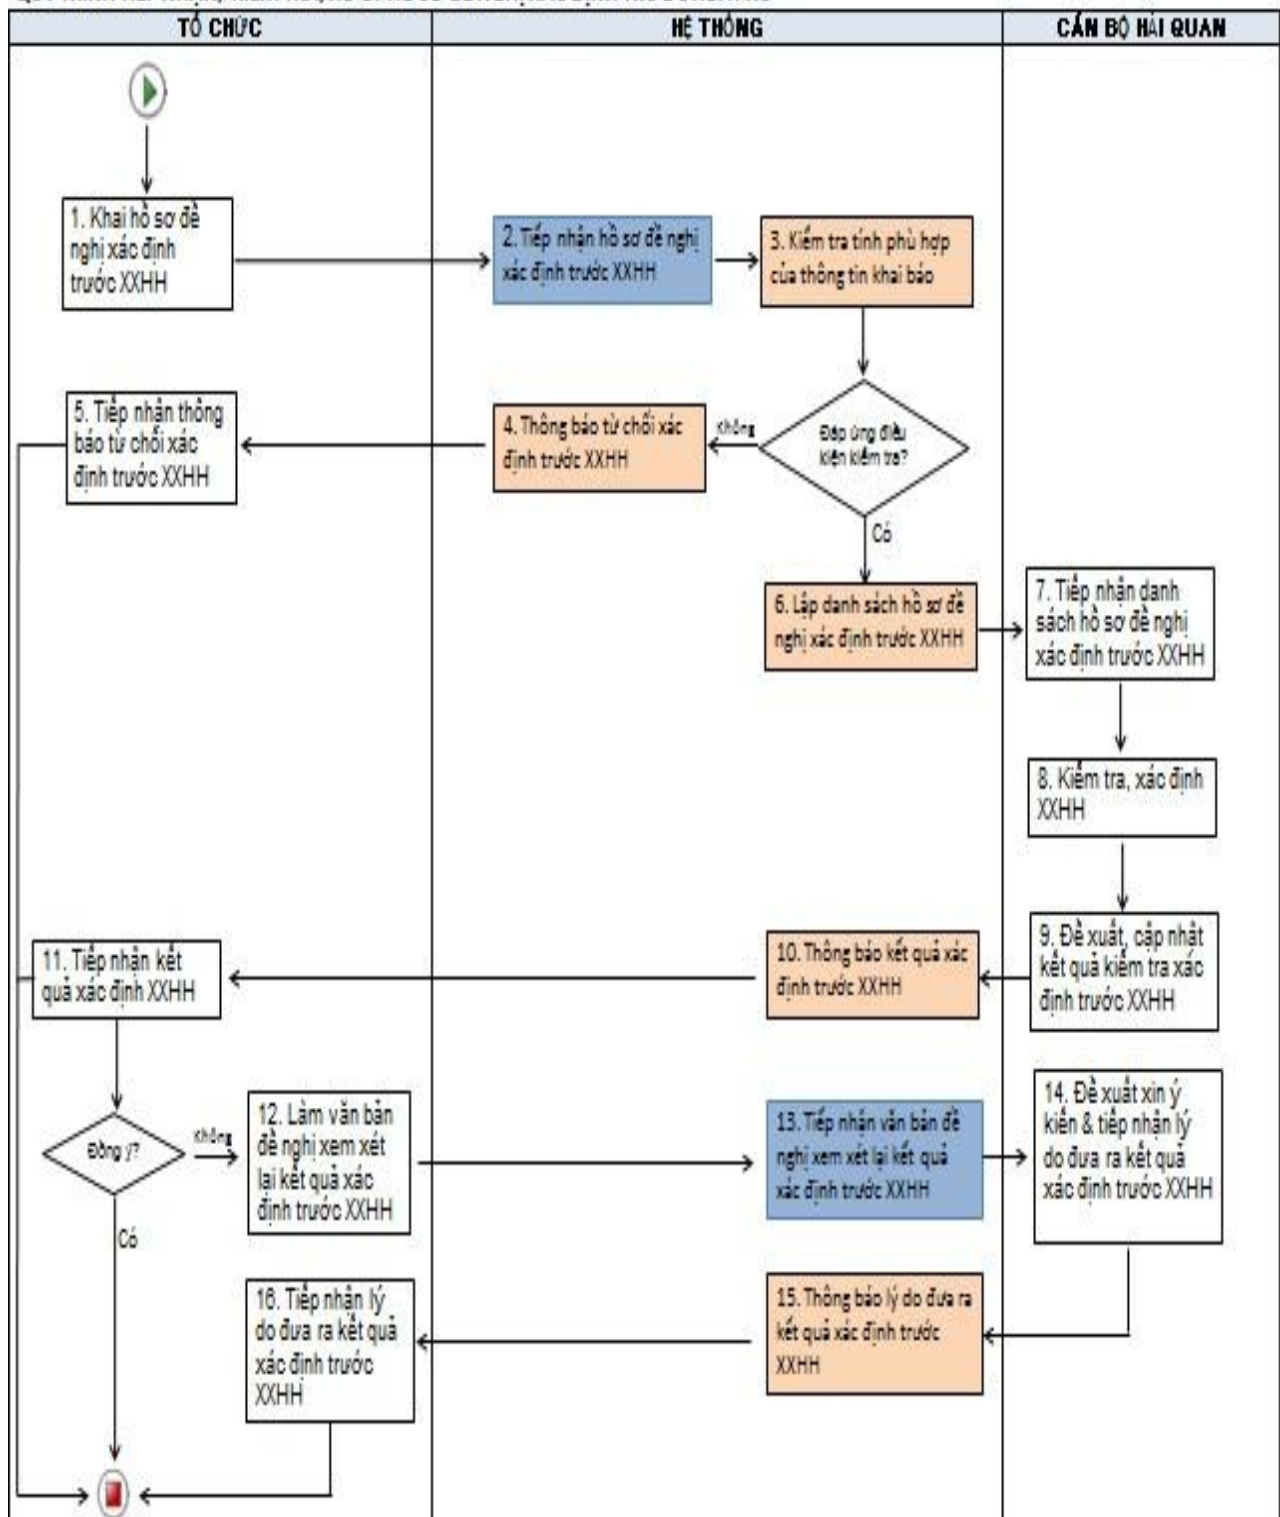 TỔ CHỨC
HỆ THỐNG
CÁN BỘ HẢI QUAN
1. Khai hồ sơ đề
nghị xác định
trước XXHH
2. Tiếp nhận hồ sơ đề nghị
xác định trước XXHH
3. Kiểm tra tính phù hợp
của thông tin khai báo
5. Tiếp nhận thông
báo từ chối xác
định trước XXHH
4. Thông báo từ chối xác
định trước XXHH
Không
Đáp ứng điều
kiện kiểm tra?
Có
6. Lập danh sách hồ sơ đề
nghị xác định trước XXHH
7. Tiếp nhận danh
sách hồ sơ đề nghị
xác định trước XXHH
8. Kiểm tra, xác định
XXHH
9. Đề xuất, cập nhật
kết quả kiểm tra xác
định trước XXHH
10. Thông báo kết quả xác
định trước XXHH
11. Tiếp nhận kết
quả xác định XXHH
Đồng ý?
Không
12. Làm văn bản
đề nghị xem xét
lại kết quả xác
định trước XXHH
13. Tiếp nhận văn bản đề
nghị xem xét lại kết quả
xác định trước XXHH
14. Đề xuất xin ý
kiến & tiếp nhận lý
do đưa ra kết quả
xác định trước XXHH
Có
15. Thông báo lý do đưa ra
kết quả xác định trước
XXHH
16. Tiếp nhận lý
do đưa ra kết quả
xác định trước
XXHH